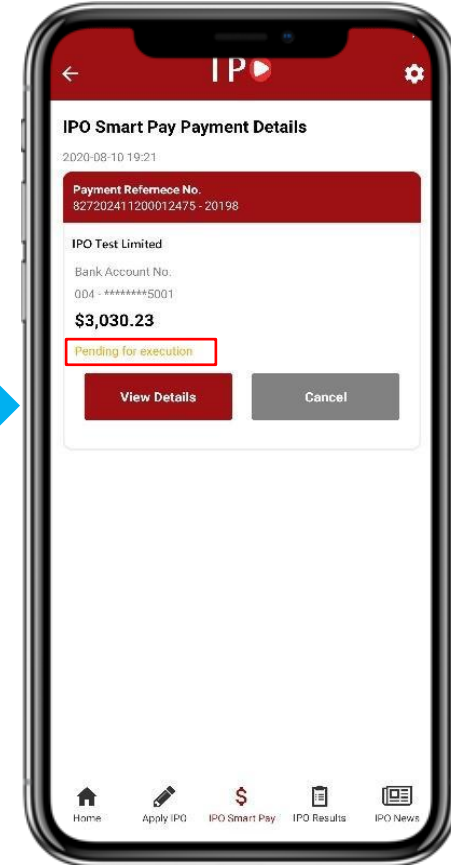 IPO
IPO Smart Pay Payment Details
2020-08-10 19:21
Payment Refernece No.
827202411200012475 - 20198
IPO Test Limited
Bank Account No.
004 - ********5001
$3,030.23
Pending for execution
View Details Cancel
$
Home Apply IPO IPO Smart Pay IPO Results IPO News